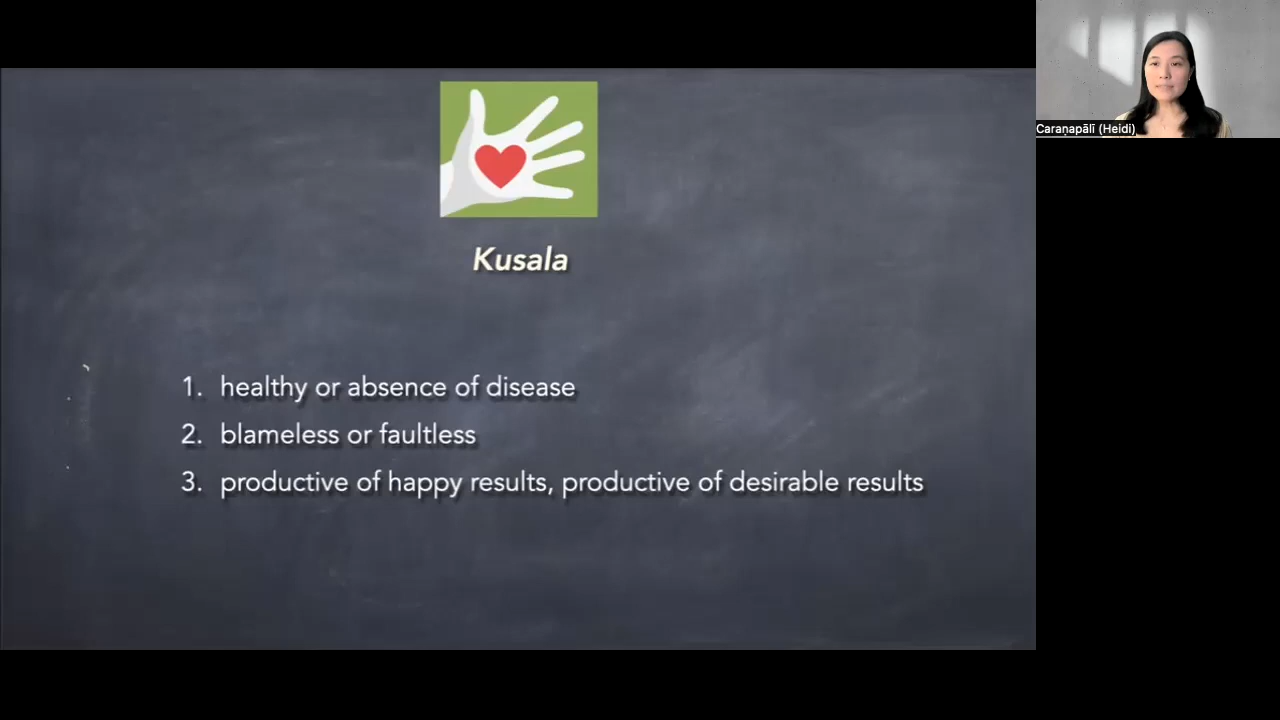 Caraṇapālī (Heidi)
Kusala
1. healthy or absence of disease
2. blameless or faultless
3. productive of happy results, productive of desirable results